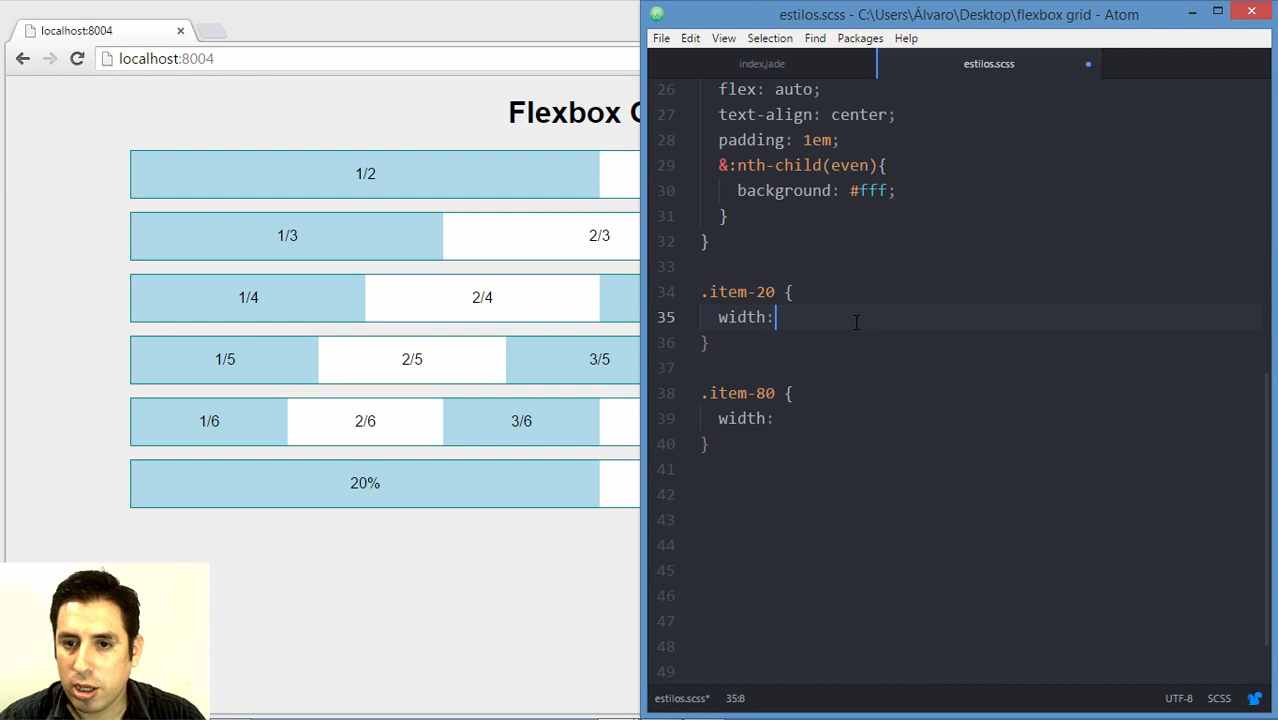 localhost:8004
localhost:8004
Flexbox G
1/2
1/3 2/3
1/4 2/4
1/5 2/5 3/5
1/6 2/6 3/6
20%
estilos.scss - C:\Users\Álvaro\Desktop\flexbox grid - Atom
File Edit View Selection Find Packages Help
index.jade estilos.scss
26 flex: auto;
27 text-align: center;
28 padding: 1em;
29 &:nth-child(even){
30 background: #fff;
31 }
32 }
33
34 .item-20 {
35 width:
36 }
37
38 .item-80 {
39 width:
40 }
41
42
43
44
45
46
47
48
49
estilos.scss* 35:8 UTF-8 SCSS